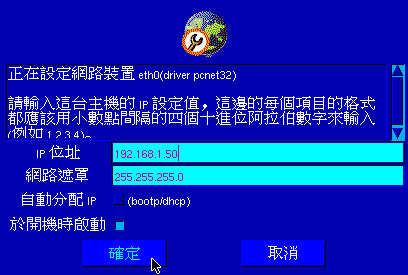 正在設定網路裝置 eth0(driver pcnet32)
請輸入這台主機的 IP 設定值，這邊的每個項目的格式
都應該用小數點間隔的四個十進位阿拉伯數字來輸入
(例如 1.2.3.4)。
IP 位址 192.168.1.50
網路遮罩 255.255.255.0
自動分配 IP (bootp/dhcp)
於開機時啟動
確定 取消